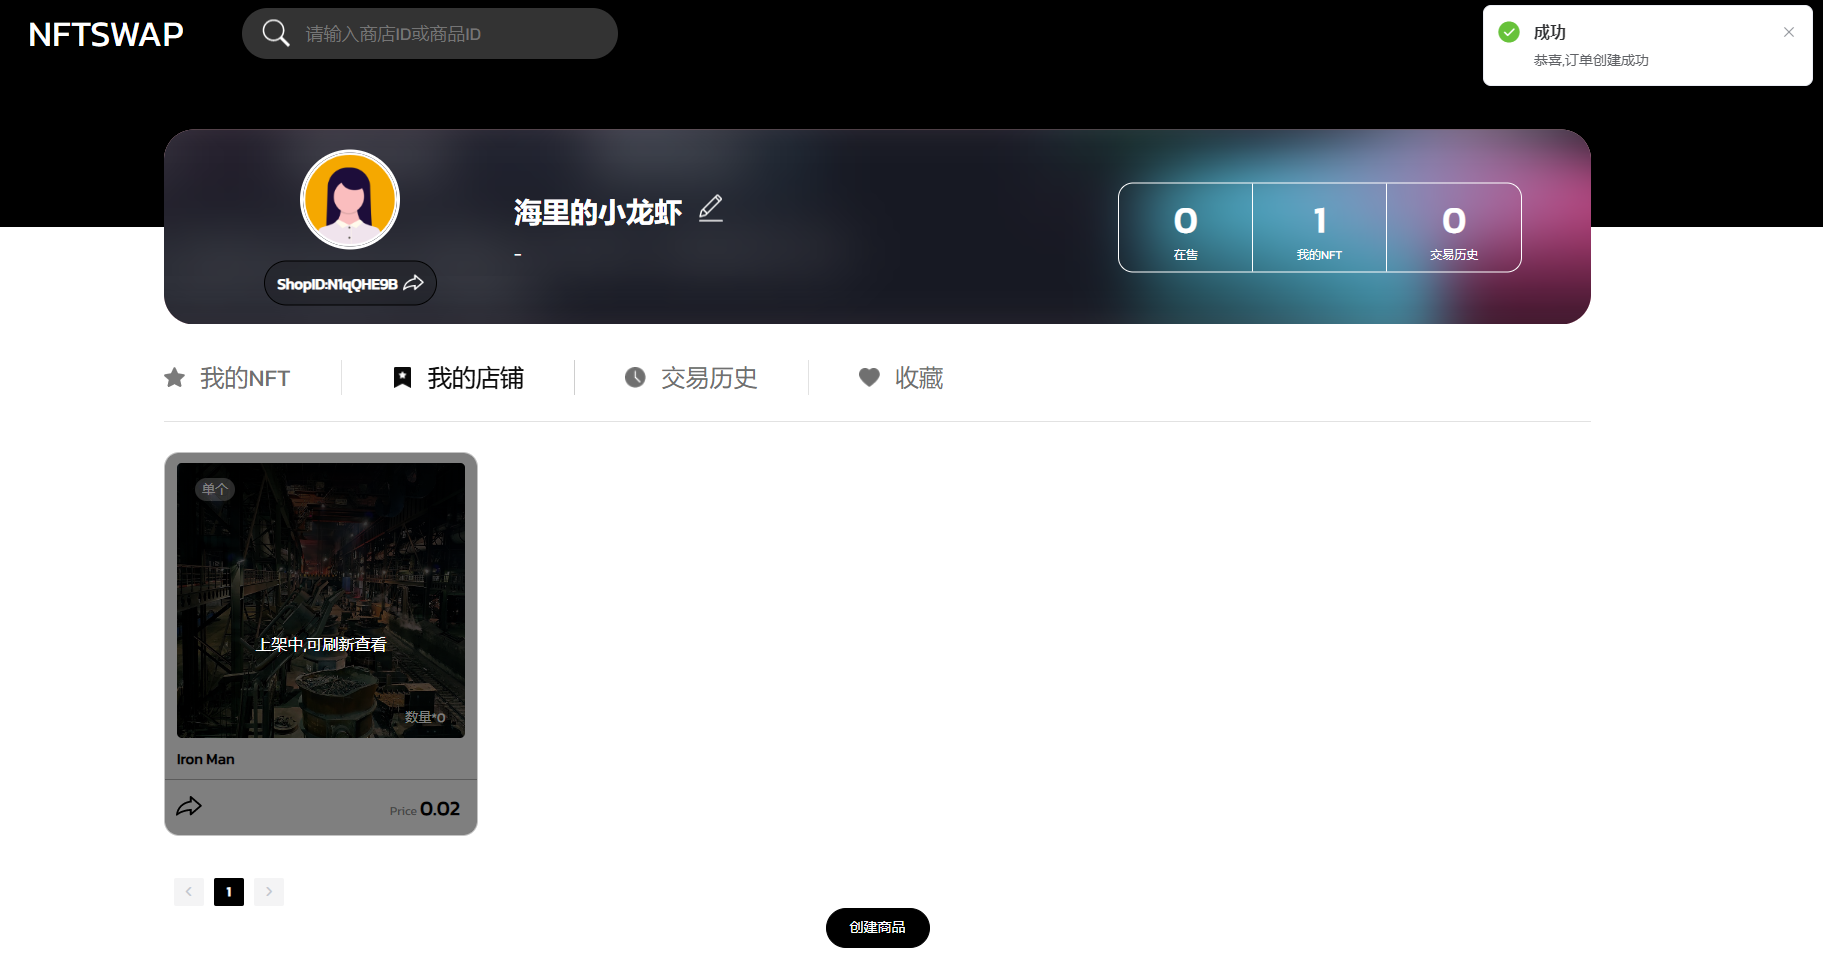 NFTSWAP
请输入商店ID或商品ID
成功
恭喜,订单创建成功
海里的小龙虾
-
ShopID:N1qQHE9B
0
在售
1
我的NFT
0
交易历史
我的NFT
我的店铺
交易历史
收藏
单个
上架中,可刷新查看
数量*0
Iron Man
Price 0.02
1
创建商品